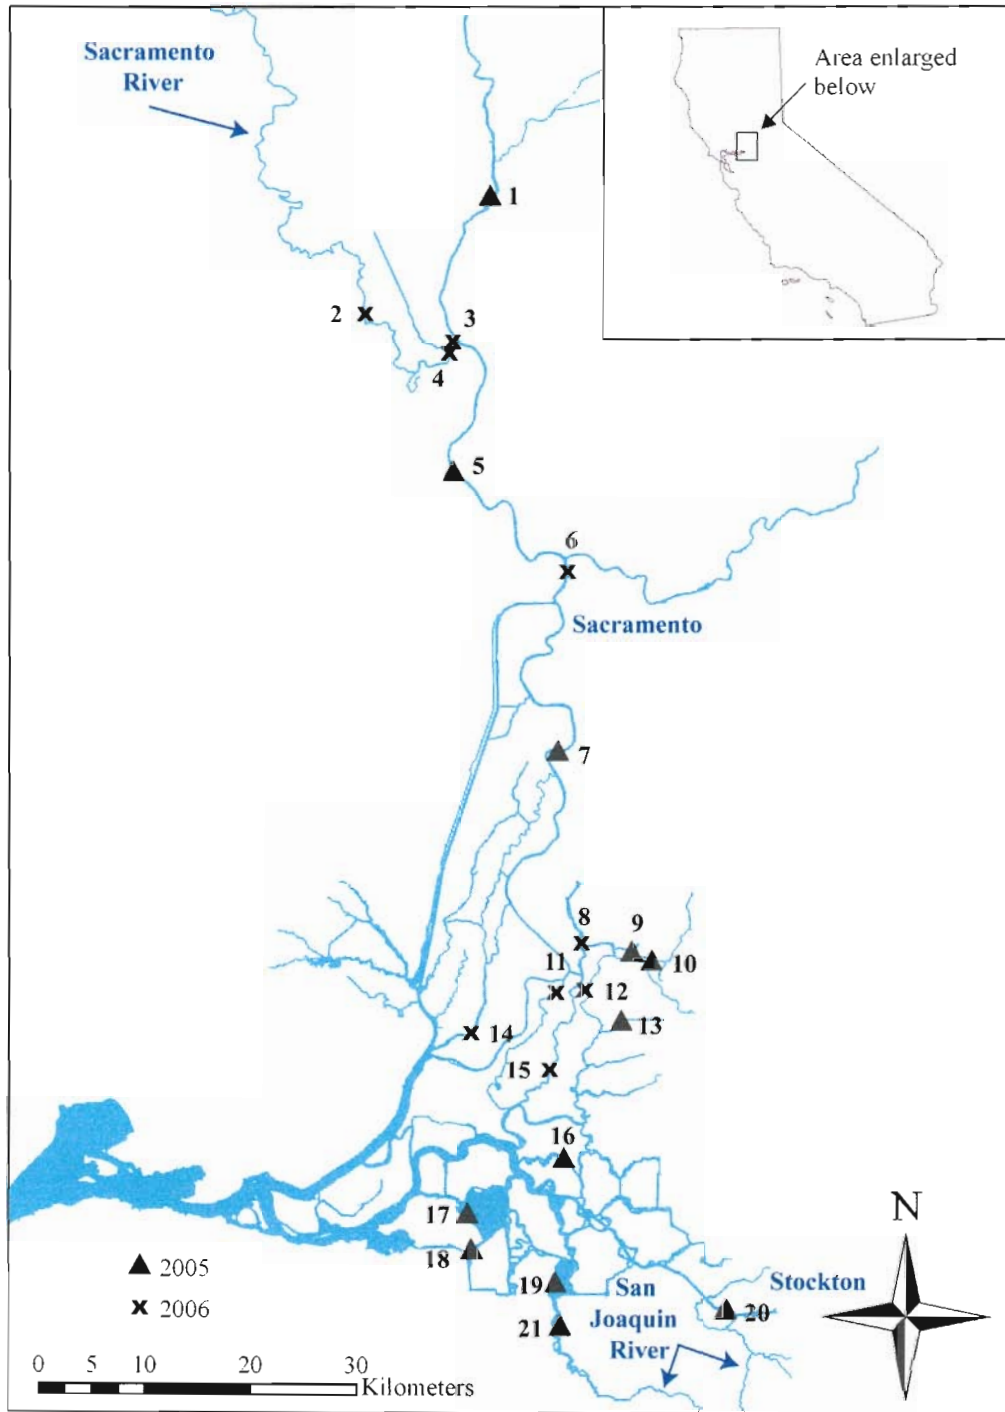 Sacramento
River
Area enlarged
below
1
2
3
4
5
6
Sacramento
7
8
9
10
11
12
13
14
15
16
17
18
19
20
21
San
Joaquin
River
Stockton
N
2005
2006
0 5 10 20 30
Kilometers